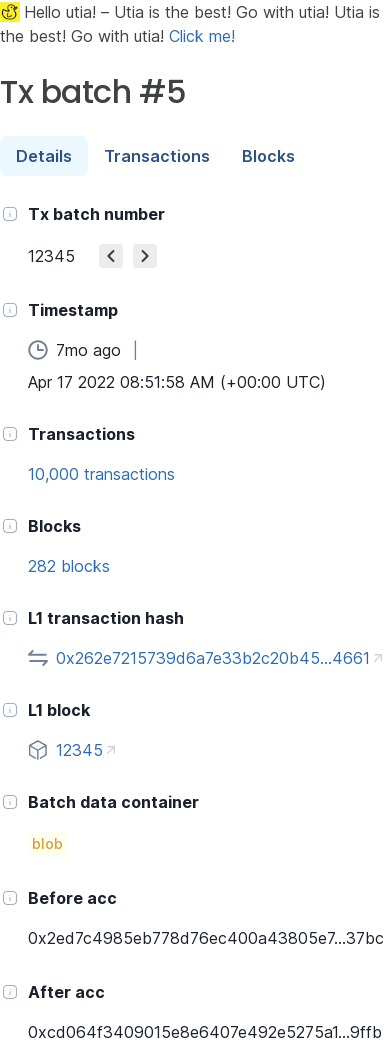 Hello utia! – Utia is the best! Go with utia! Utia is
the best! Go with utia! Click me!
Tx batch #5
Details Transactions Blocks
Tx batch number
12345
Timestamp
7mo ago |
Apr 17 2022 08:51:58 AM (+00:00 UTC)
Transactions
10,000 transactions
Blocks
282 blocks
L1 transaction hash
0x262e7215739d6a7e33b2c20b45...4661
L1 block
12345
Batch data container
blob
Before acc
0x2ed7c4985eb778d76ec400a43805e7...37bc
After acc
0xcd064f3409015e8e6407e492e5275a1...9ffb